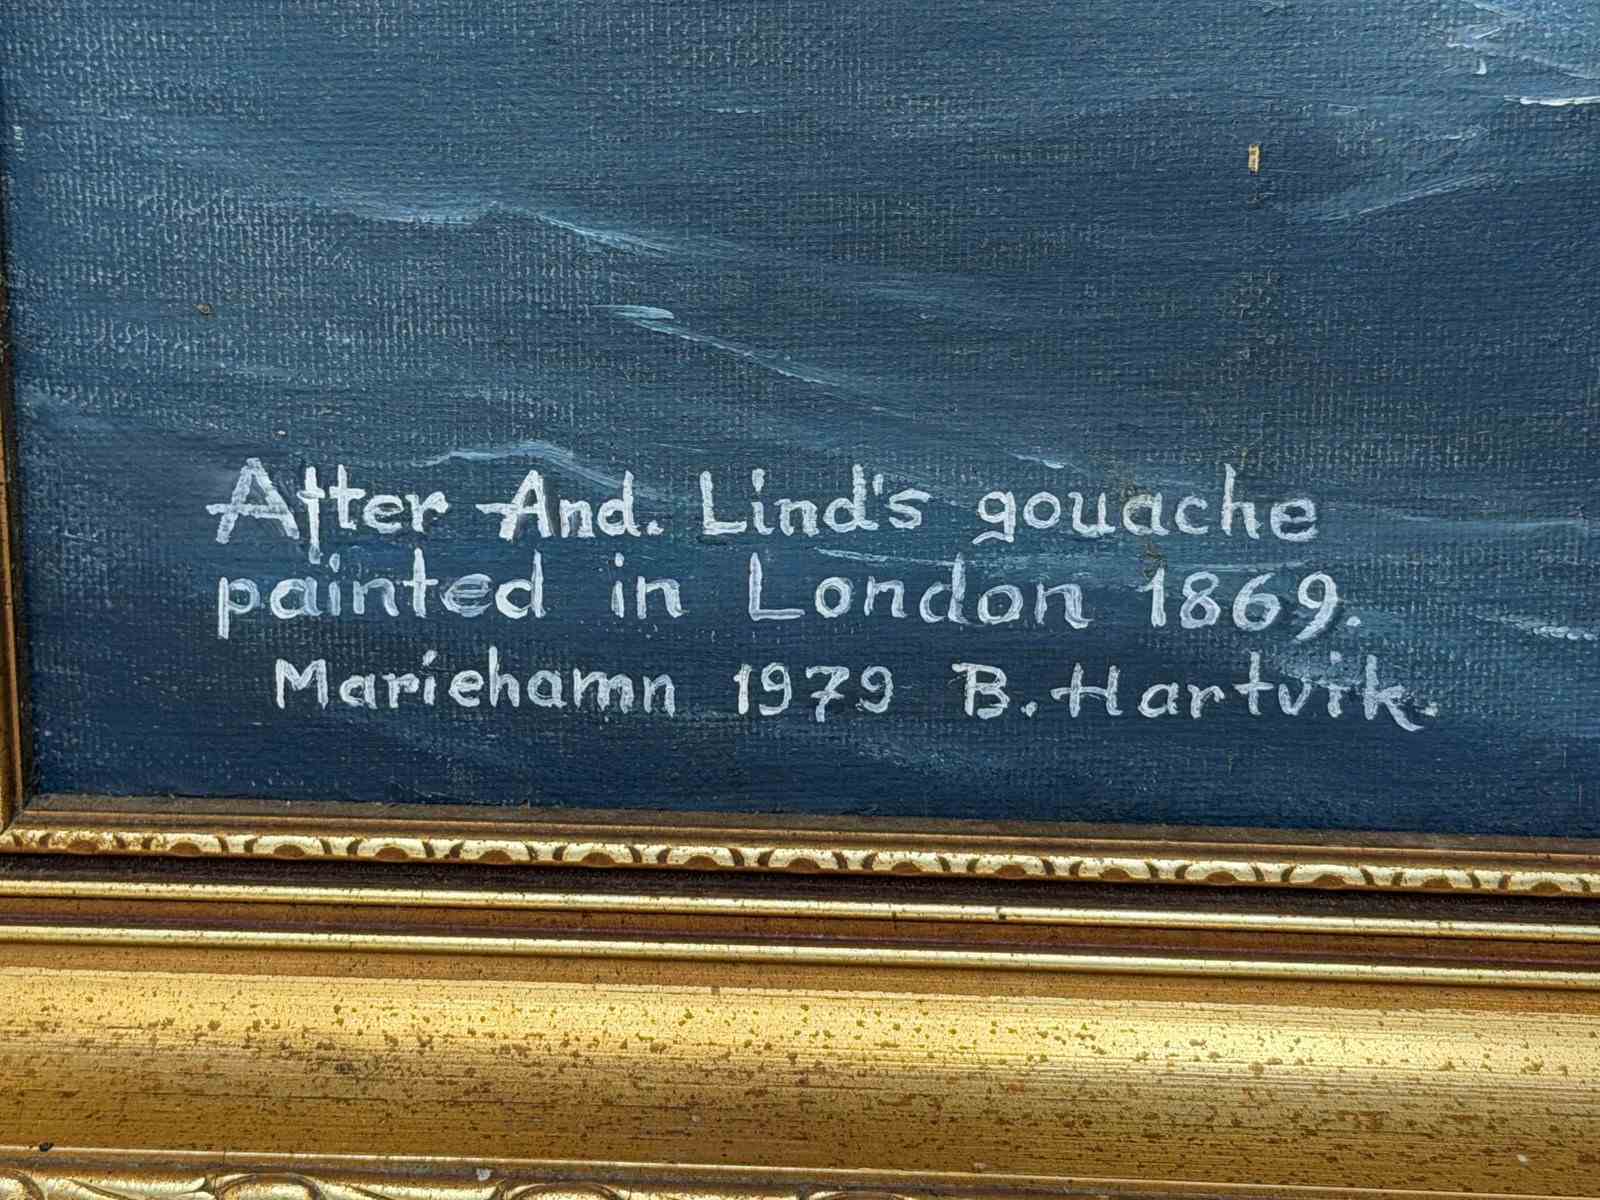 After And. Lind's gouache
painted in London 1869.
Mariehamn 1979 B. Hartvik.